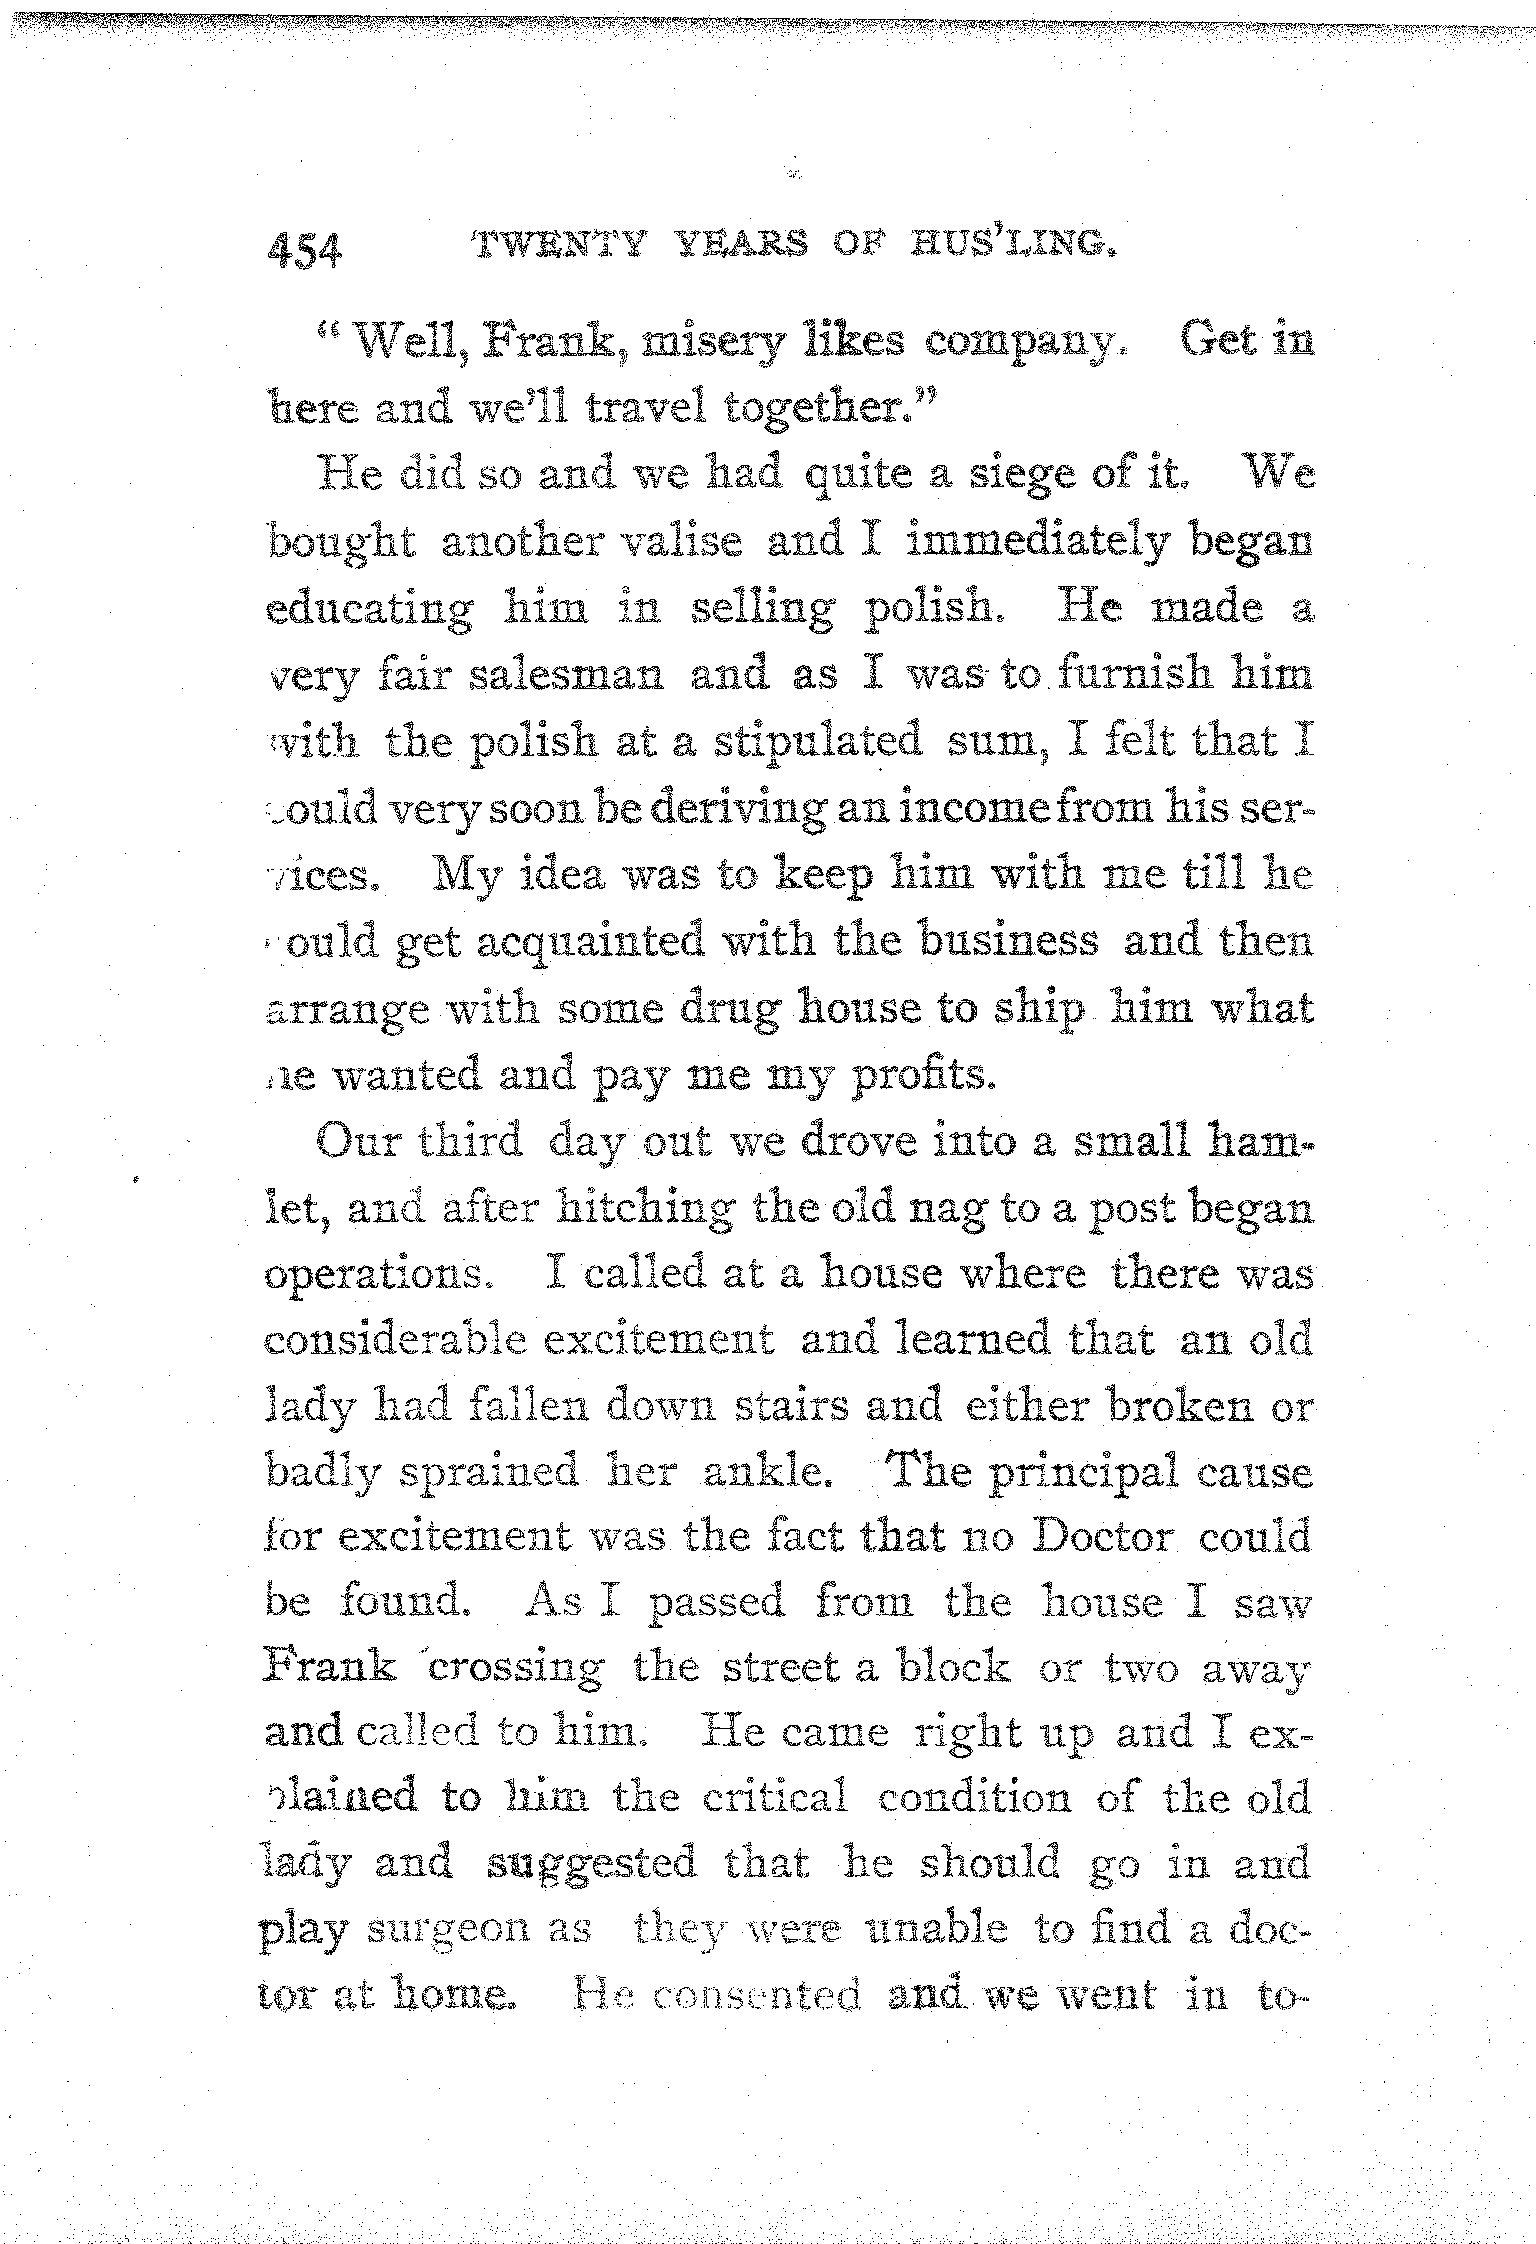 454 TWENTY YEARS OF HUS'LING.
"Well, Frank, misery likes company. Get in
here and we'll travel together."
He did so and we had quite a siege of it. We
bought another valise and I immediately began
educating him in selling polish. He made a
very fair salesman and as I was to furnish him
with the polish at a stipulated sum, I felt that I
could very soon be deriving an income from his ser-
vices. My idea was to keep him with me till he
could get acquainted with the business and then
arrange with some drug house to ship him what
he wanted and pay me my profits.
Our third day out we drove into a small ham-
let, and after hitching the old nag to a post began
operations. I called at a house where there was
considerable excitement and learned that an old
lady had fallen down stairs and either broken or
badly sprained her ankle. The principal cause
for excitement was the fact that no Doctor could
be found. As I passed from the house I saw
Frank crossing the street a block or two away
and called to him. He came right up and I ex-
plained to him the critical condition of the old
lady and suggested that he should go in and
play surgeon as they were unable to find a doc-
tor at home. He consented and we went in to-